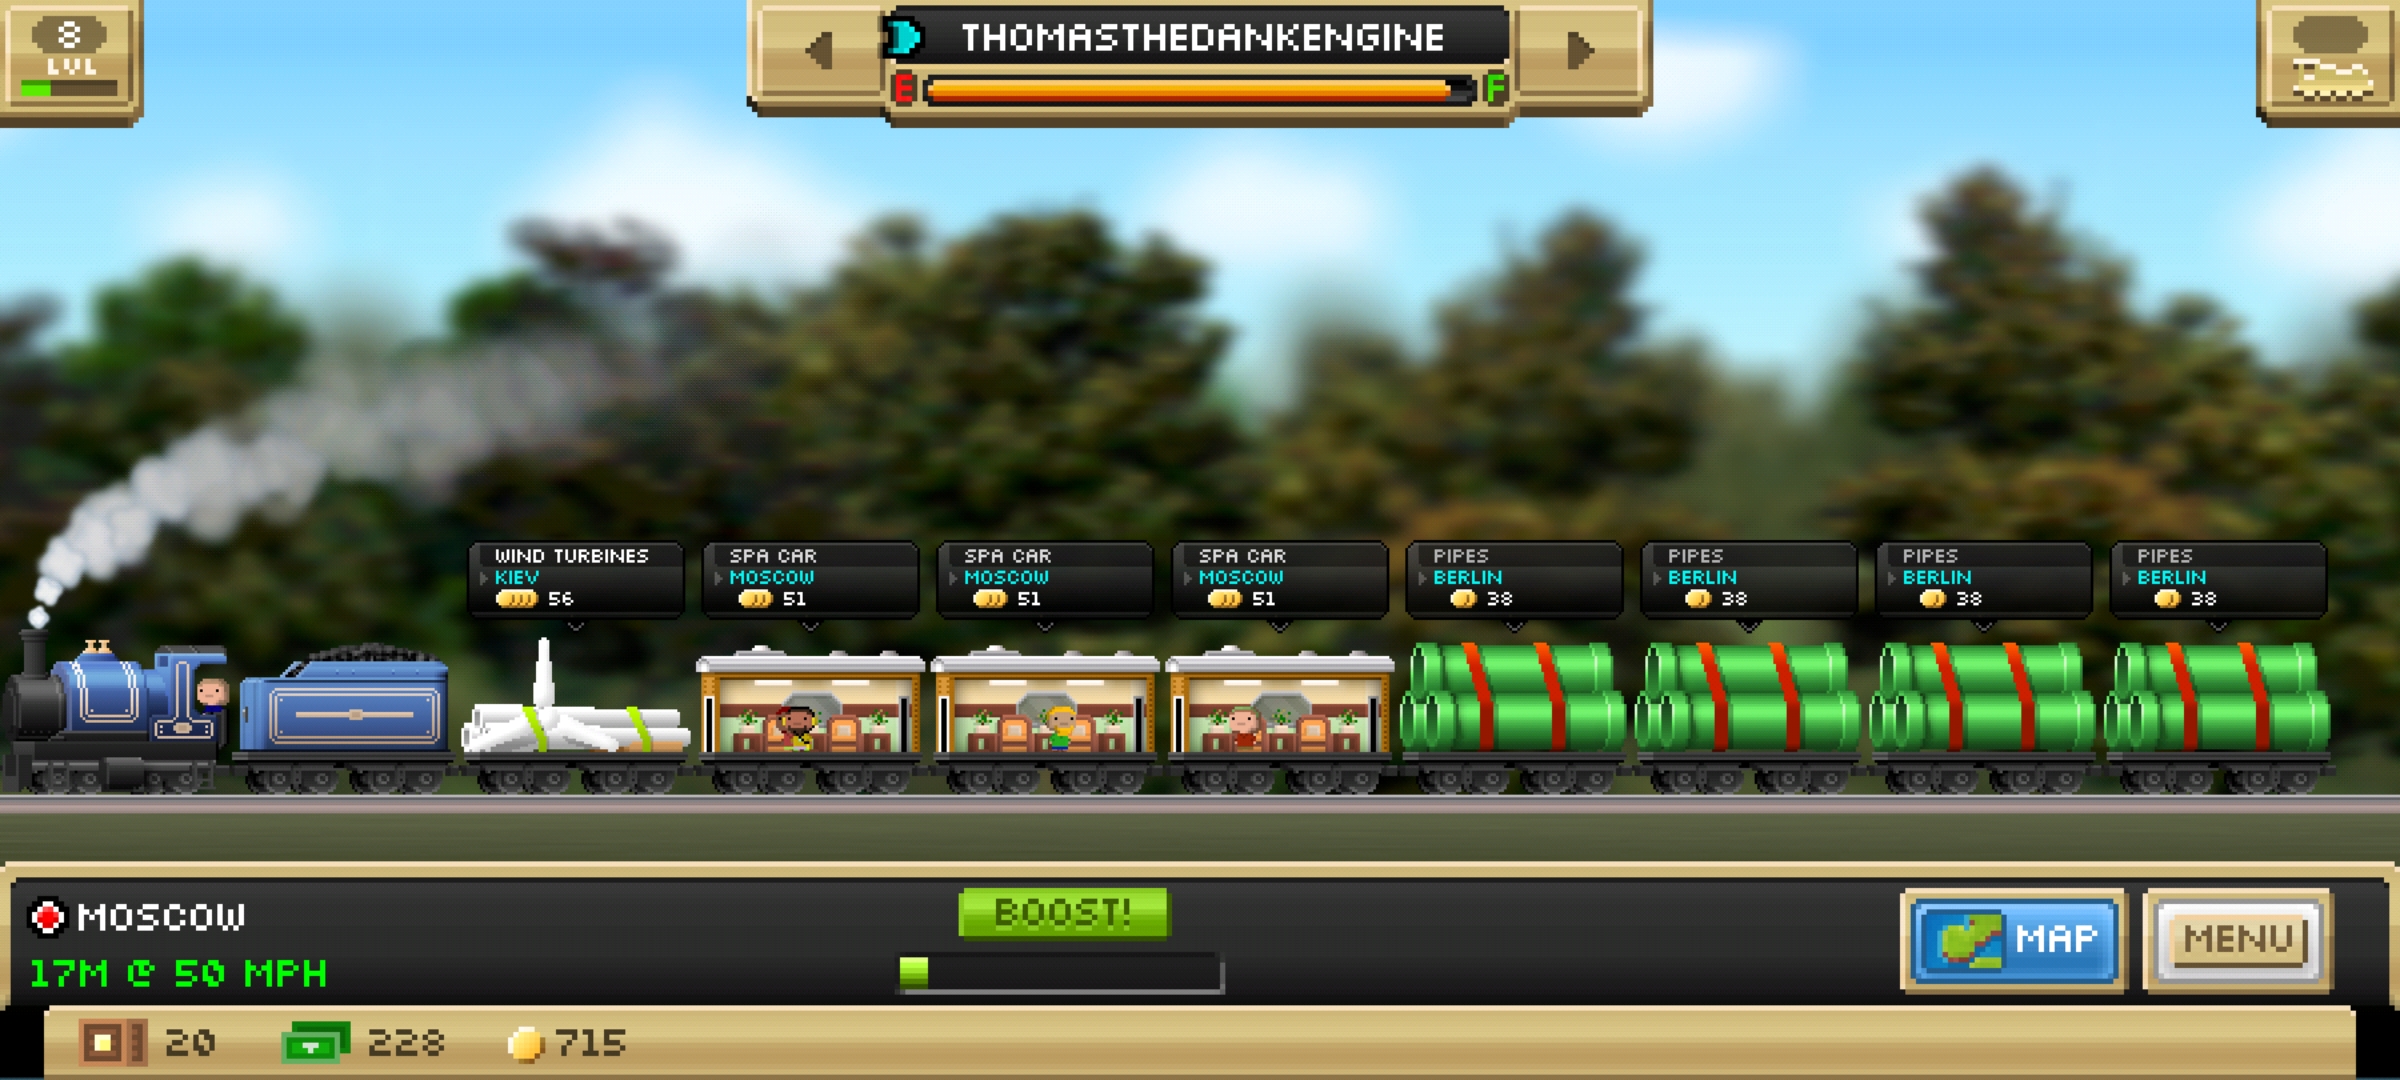 8
LVL
THOMASTHEDANKENGINE
E F
WIND TURBINES
KIEV
56
SPA CAR
MOSCOW
51
SPA CAR
MOSCOW
51
SPA CAR
MOSCOW
51
PIPES
BERLIN
38
PIPES
BERLIN
38
PIPES
BERLIN
38
PIPES
BERLIN
38
MOSCOW
17M @ 50 MPH
BOOST!
MAP
MENU
20
228
715